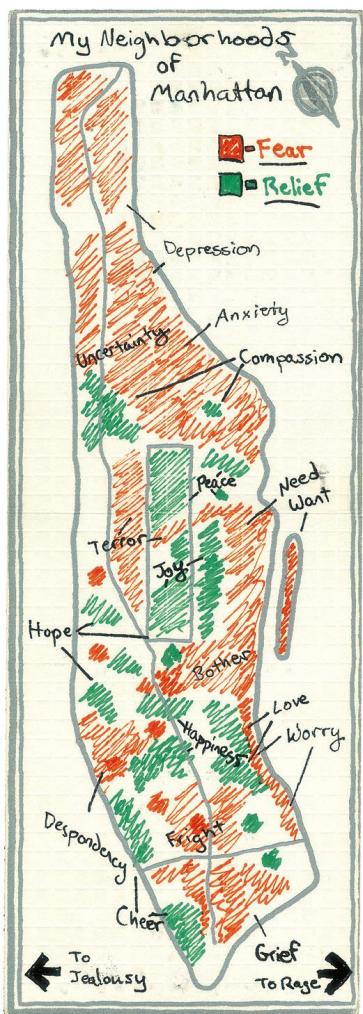 My Neighborhoods
of
Manhattan
N
Fear
Relief
Depression
Anxiety
Uncertainty
Compassion
Peace
Need
Want
Terror
Joy
Hope
Bother
Love
Happiness
Worry
Fright
Despondency
Cheer
Grief
To
Jealousy
To Rage